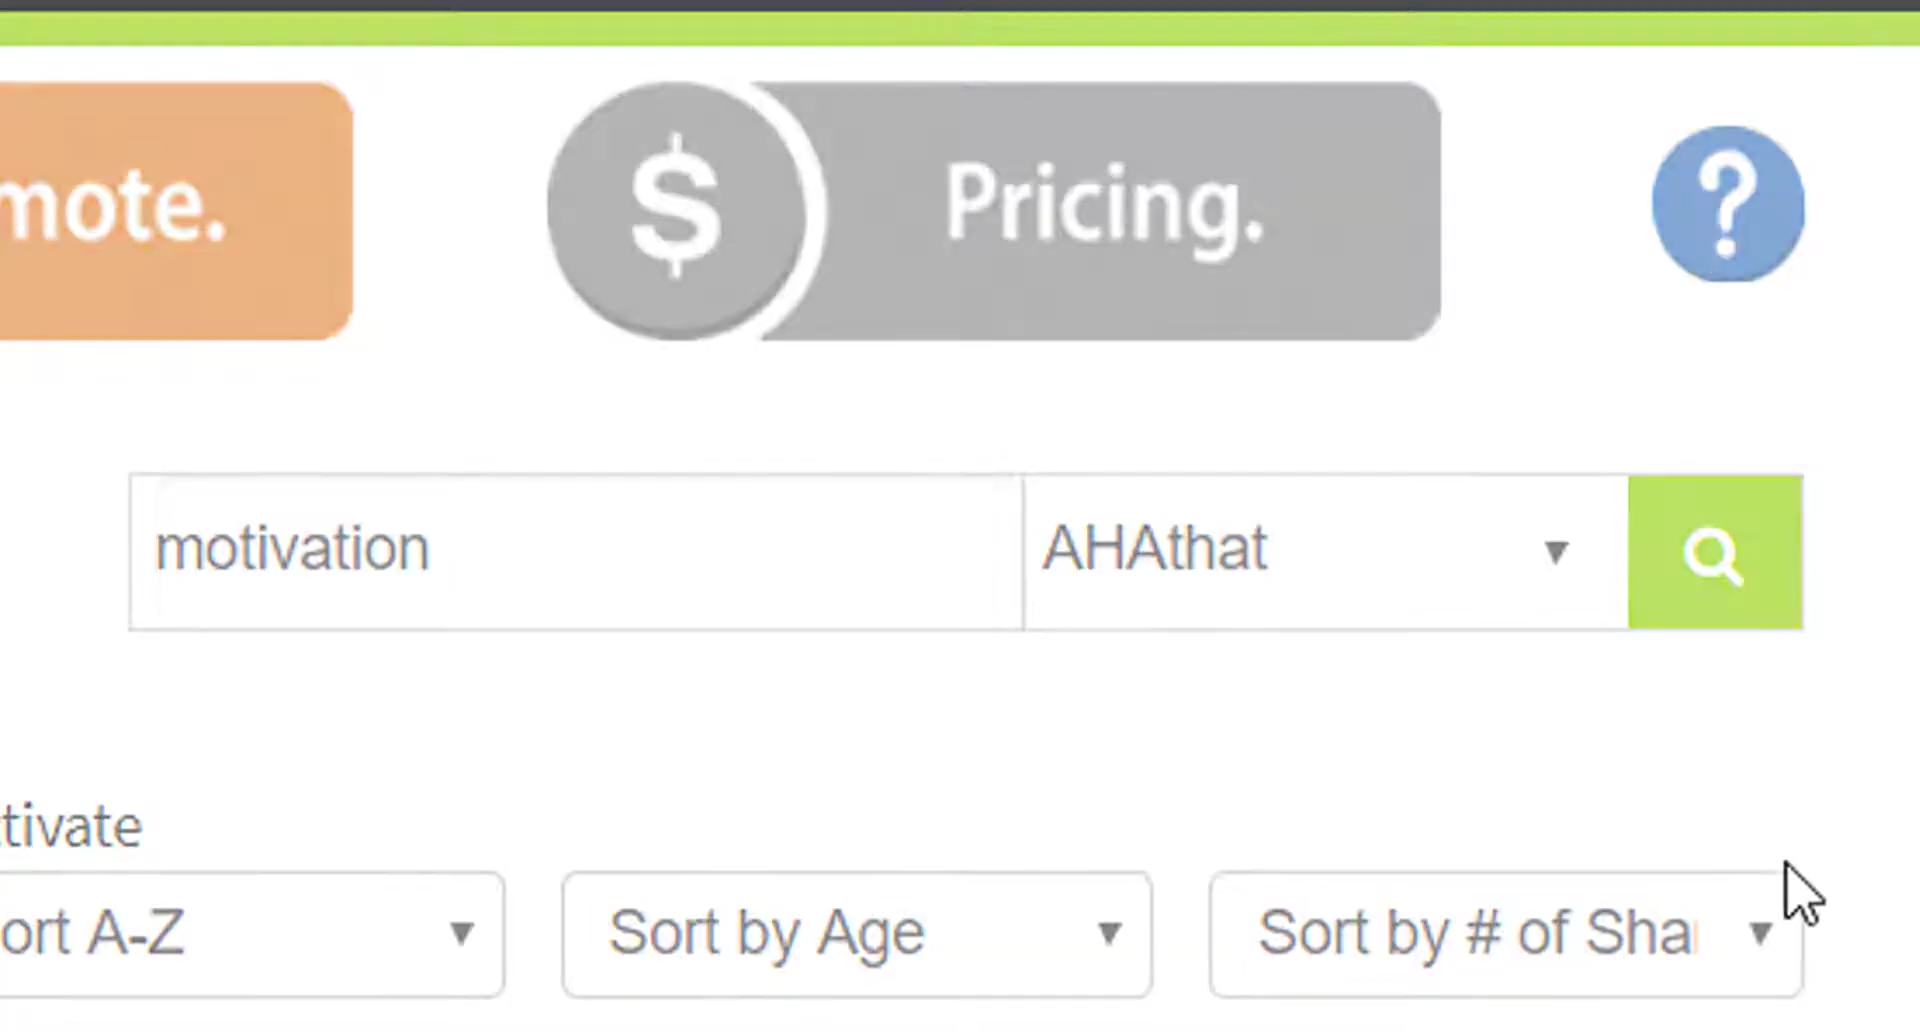 mote.
$ Pricing.
?
motivation AHAthat
tivate
ort A-Z Sort by Age Sort by # of Sha